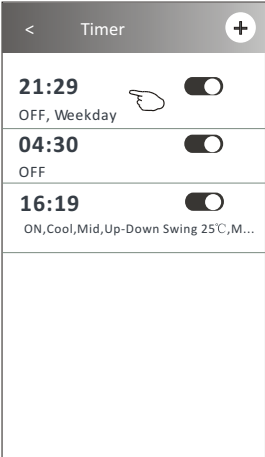 < Timer +
21:29
OFF, Weekday
04:30
OFF
16:19
ON,Cool,Mid,Up-Down Swing 25℃,M...